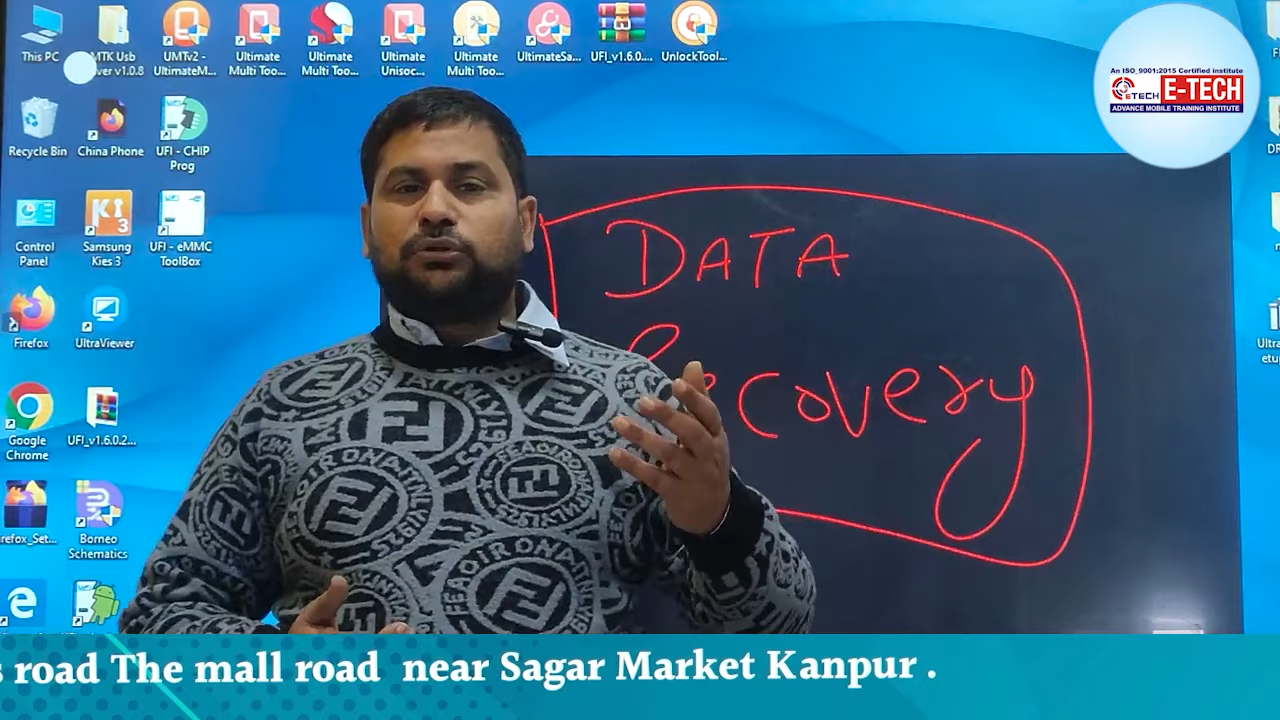 This PC
MTK Usb
ver v1.0.8
UMTv2 -
UltimateM...
Ultimate
Multi Too...
Ultimate
Multi Too...
Ultimate
Unisoc...
Ultimate
Multi Too...
UltimateSa...
UFI_v1.6.0....
UnlockTool...
An ISO_9001:2015 Certified institute
ETECH E-TECH
ADVANCE MOBILE TRAINING INSTITUTE
Recycle Bin
China Phone
UFI - CHIP
Prog
Control
Panel
Samsung
Kies 3
UFI - eMMC
ToolBox
Firefox
UltraViewer
Google
Chrome
UFI_v1.6.0.2...
refox_Set...
Borneo
Schematics
DATA
Recovery
s road The mall road near Sagar Market Kanpur .